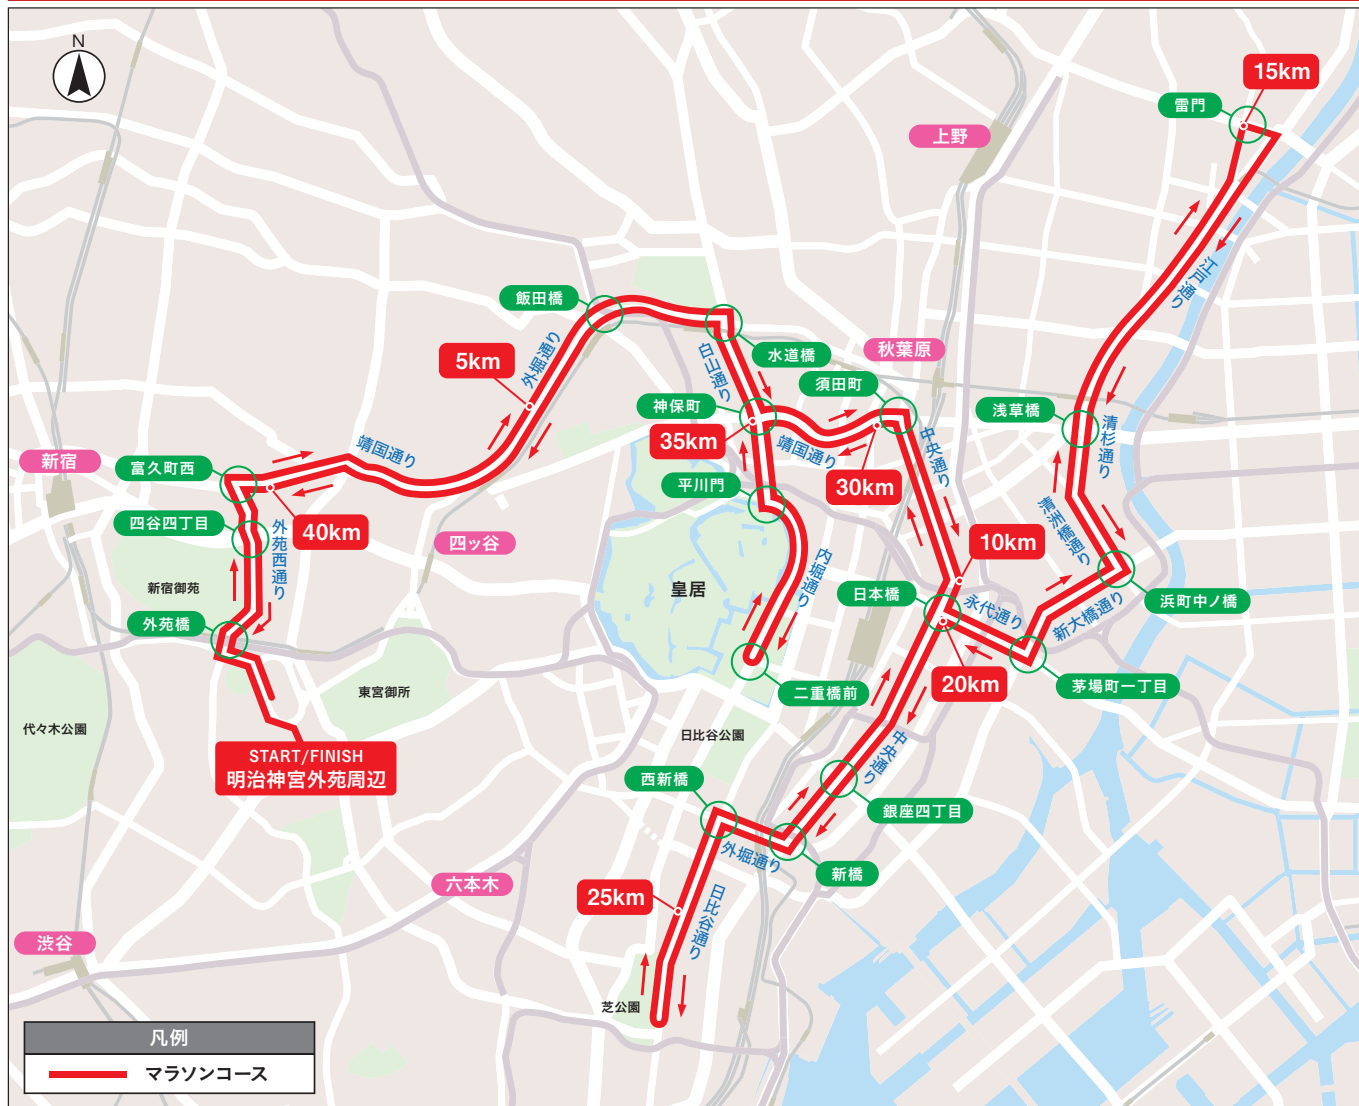 N
15km
雷門
上野
江戸通り
飯田橋
水道橋
秋葉原
5km
外堀通り
白山通り
須田町
神保町
浅草橋
35km
靖国通り
中央通り
清杉通り
靖国通り
新宿
富久町西
平川門
30km
清洲橋通り
四谷四丁目
40km
外苑西通り
四ッ谷
10km
内堀通り
新宿御苑
皇居
日本橋
永代通り
新大橋通り
浜町中ノ橋
外苑橋
東宮御所
二重橋前
20km
茅場町一丁目
代々木公園
日比谷公園
START/FINISH
明治神宮外苑周辺
中央通り
西新橋
銀座四丁目
外堀通り
新橋
六本木
25km
日比谷通り
渋谷
芝公園
凡例
マラソンコース